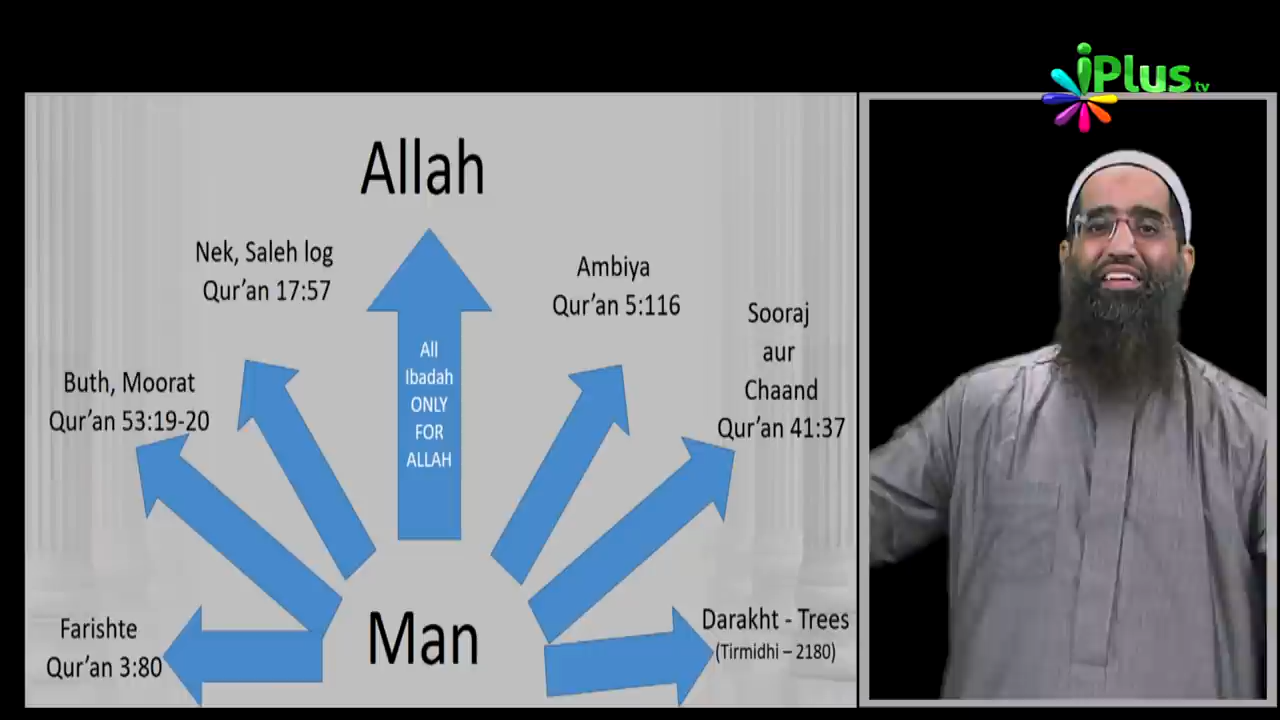 iPlus tv
Allah
Nek, Saleh log
Qur’an 17:57
Ambiya
Qur’an 5:116
Sooraj
aur
Chaand
Qur’an 41:37
Buth, Moorat
Qur’an 53:19-20
All
Ibadah
ONLY
FOR
ALLAH
Farishte
Qur’an 3:80
Man
Darakht - Trees
(Tirmidhi – 2180)